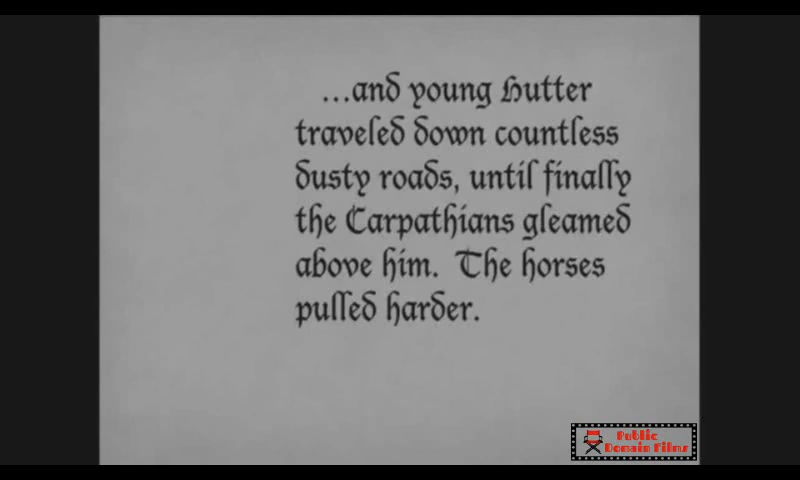 ...and young Hutter
traveled down countless
dusty roads, until finally
the Carpathians gleamed
above him. The horses
pulled harder.
Public
Domain Films